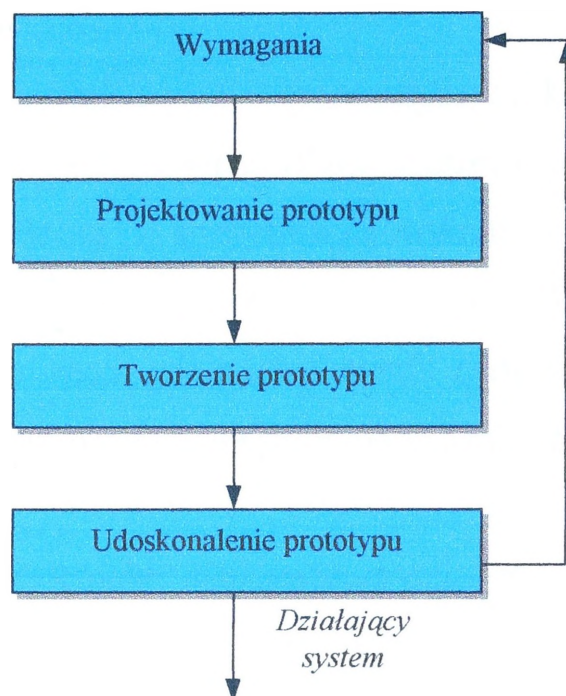 Wymagania
Projektowanie prototypu
Tworzenie prototypu
Udoskonalenie prototypu
Działający
system